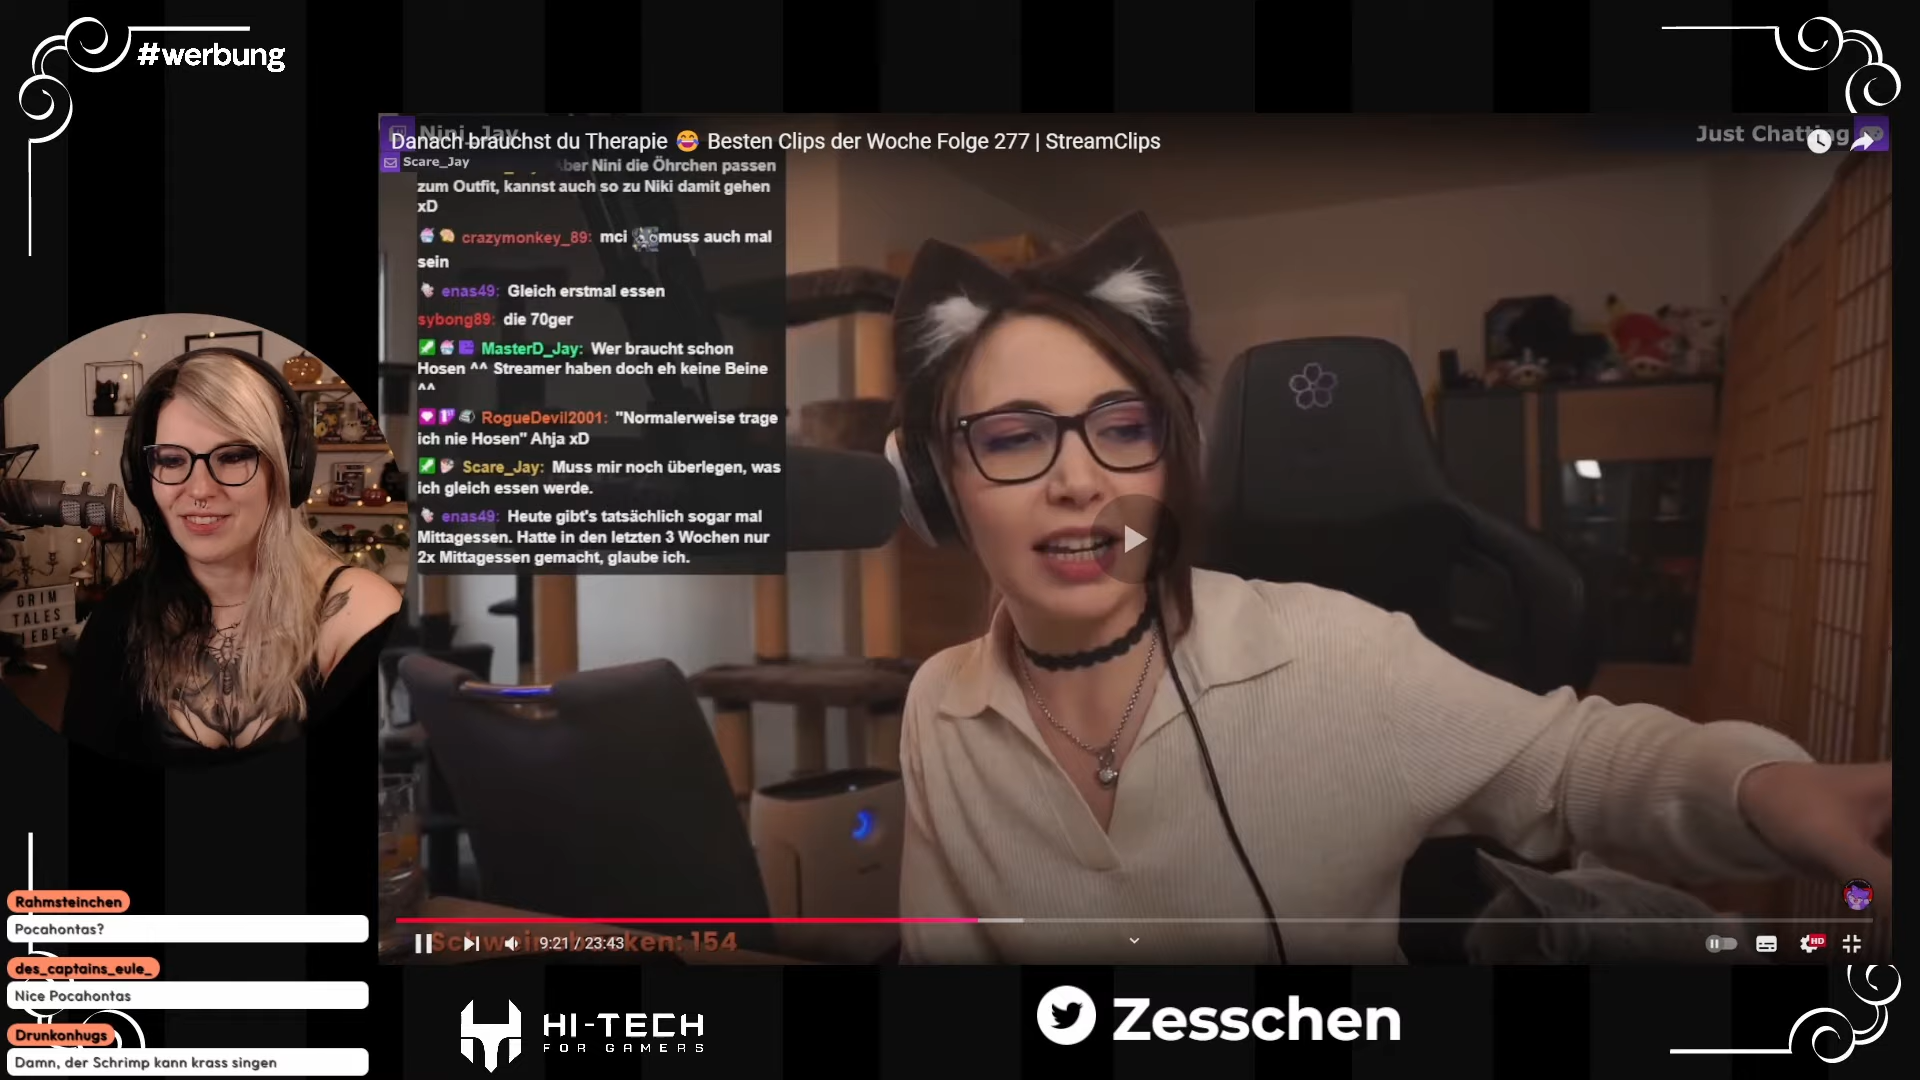 #werbung
Nini_Jay
Danach brauchst du Therapie 😂 Besten Clips der Woche Folge 277 | StreamClips
Just Chatting
Scare_Jay
Aber Nini die Öhrchen passen
zum Outfit, kannst auch so zu Niki damit gehen
xD
crazymonkey_89: mci muss auch mal
sein
enas49: Gleich erstmal essen
sybong89: die 70ger
MasterD_Jay: Wer braucht schon
Hosen ^^ Streamer haben doch eh keine Beine
^^
RogueDevil2001: "Normalerweise trage
ich nie Hosen" Ahja xD
Scare_Jay: Muss mir noch überlegen, was
ich gleich essen werde.
enas49: Heute gibt's tatsächlich sogar mal
Mittagessen. Hatte in den letzten 3 Wochen nur
2x Mittagessen gemacht, glaube ich.
GRIM
TALES
Rahmsteinchen
Pocahontas?
des_captains_eule_
Nice Pocahontas
Drunkonhugs
Damn, der Schrimp kann krass singen
9:21 / 23:43
154
HD
HI-TECH
FOR GAMERS
Zesschen